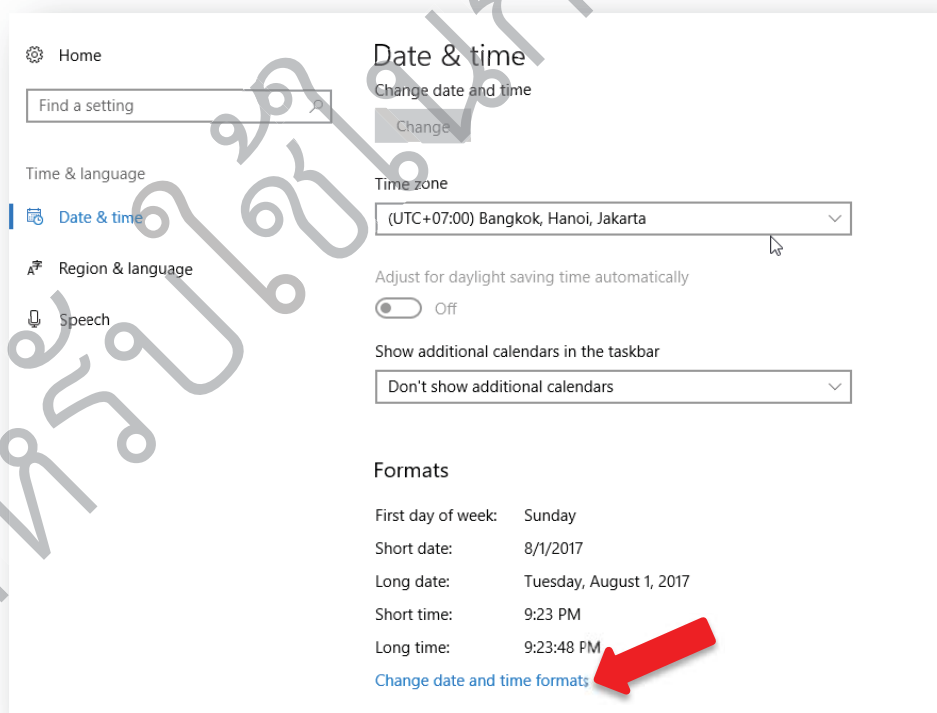 Home
Find a setting
Time & language
Date & time
Region & language
Speech
Date & time
Change date and time
Change
Time zone
(UTC+07:00) Bangkok, Hanoi, Jakarta
Adjust for daylight saving time automatically
Off
Show additional calendars in the taskbar
Don't show additional calendars
Formats
First day of week: Sunday
Short date: 8/1/2017
Long date: Tuesday, August 1, 2017
Short time: 9:23 PM
Long time: 9:23:48 PM
Change date and time formats